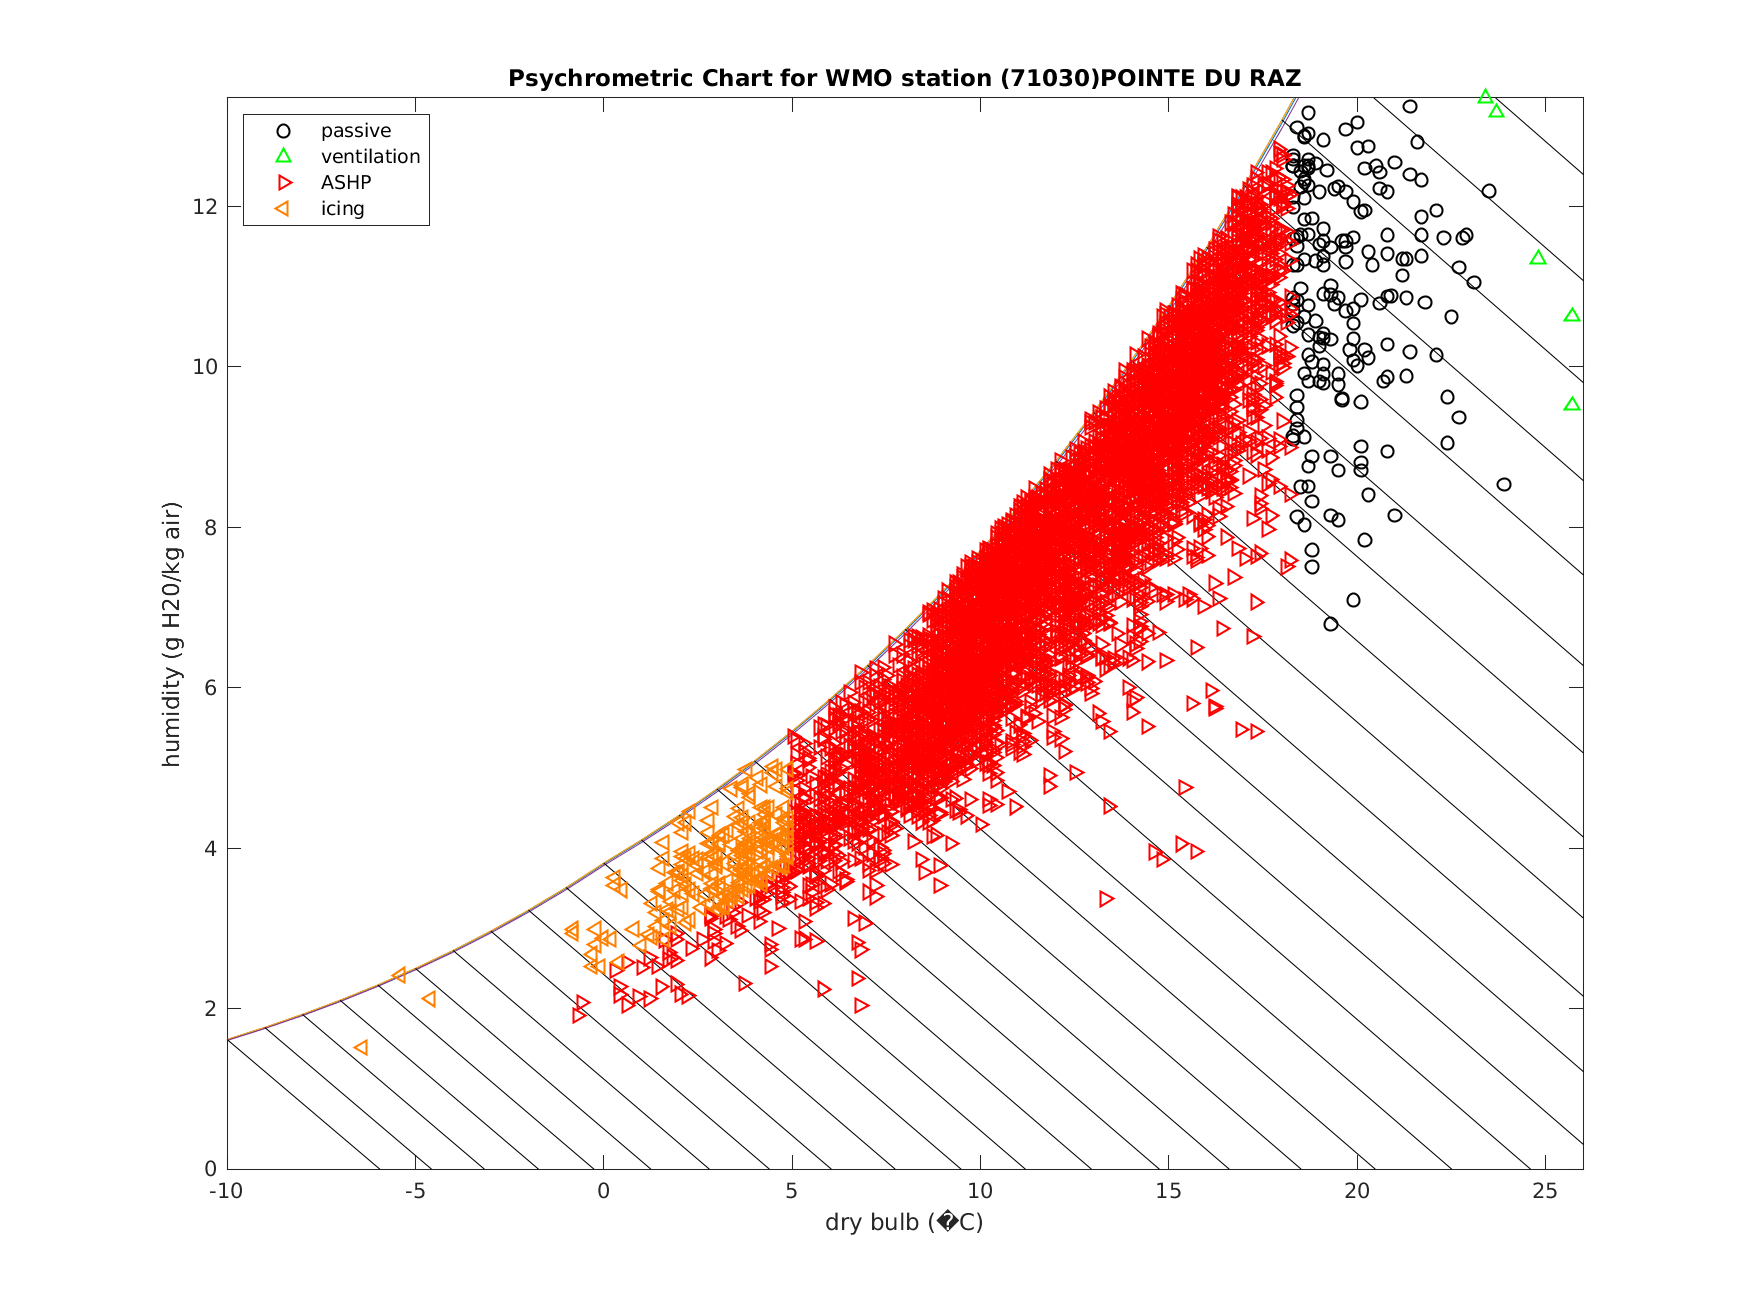 Psychrometric Chart for WMO station (71030)POINTE DU RAZ
passive
ventilation
ASHP
icing
humidity (g H20/kg air)
12
10
8
6
4
2
0
-10 -5 0 5 10 15 20 25
dry bulb (�C)